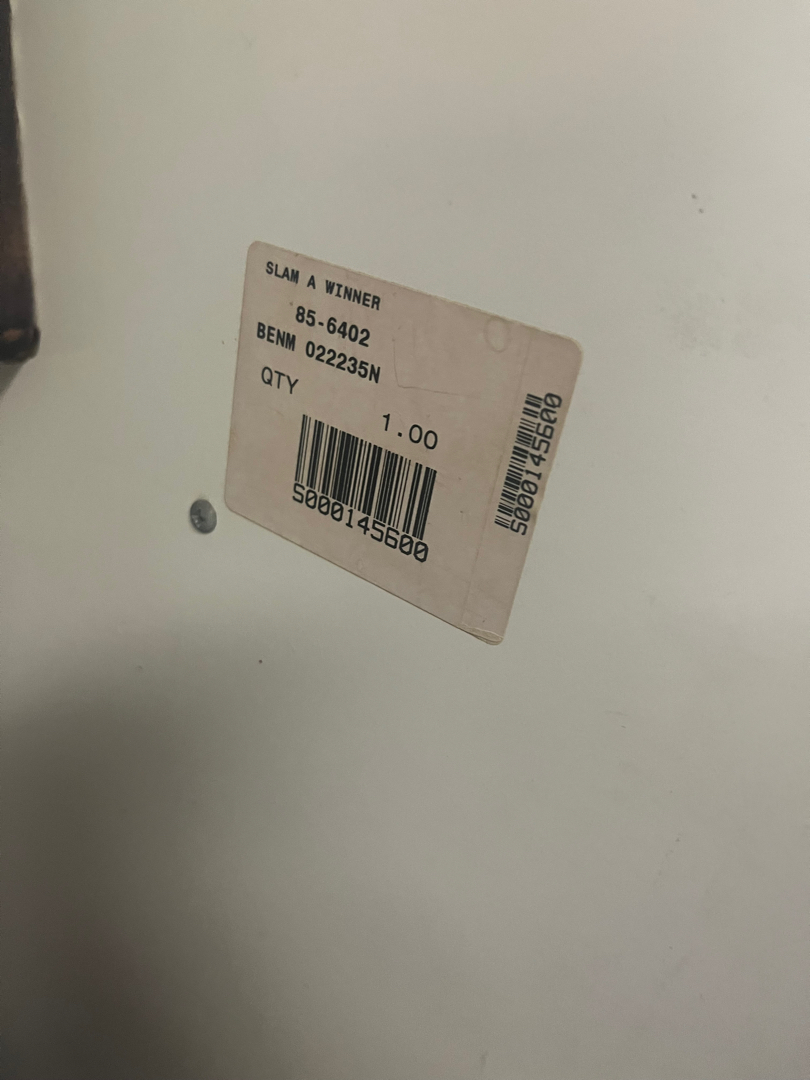 SLAM A WINNER
85-6402
BENM 022235N
QTY
1.00
S000145600
S000145600